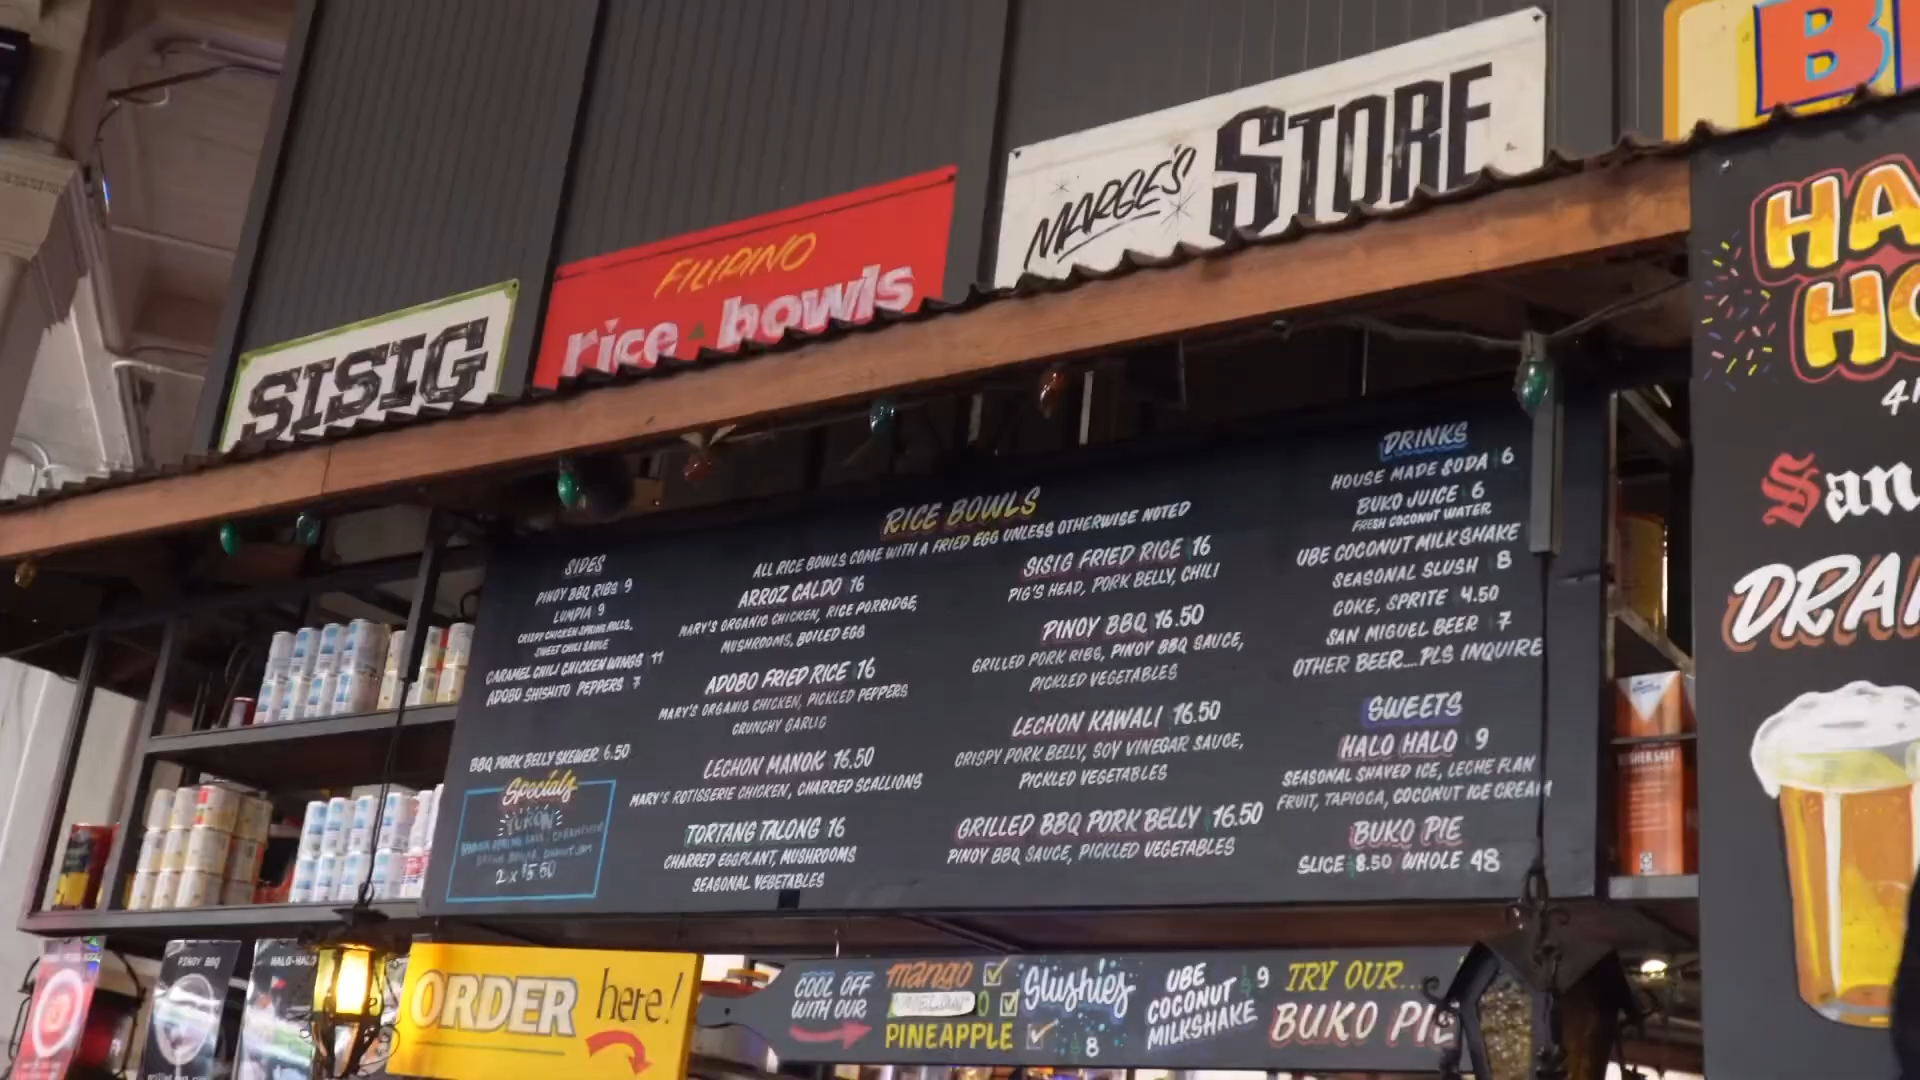 SISIG
FILIPINO
rice bowls
MARGE'S STORE
SIDES
PINOY BBQ RIBS 9
LUMPIA 9
CRISPY CHICKEN SPRING ROLLS,
SWEET CHILI SAUCE
CARAMEL CHILI CHICKEN WINGS 11
ADOBO SHISHITO PEPPERS 7
BBQ PORK BELLY SKEWER 6.50
Specials
TURON
RICE BOWLS
ALL RICE BOWLS COME WITH A FRIED EGG UNLESS OTHERWISE NOTED
ARROZ CALDO 16
MARY'S ORGANIC CHICKEN, RICE PORRIDGE,
MUSHROOMS, BOILED EGG
ADOBO FRIED RICE 16
MARY'S ORGANIC CHICKEN, PICKLED PEPPERS
CRUNCHY GARLIC
LECHON MANOK 16.50
MARY'S ROTISSERIE CHICKEN, CHARRED SCALLIONS
TORTANG TALONG 16
CHARRED EGGPLANT, MUSHROOMS
SEASONAL VEGETABLES
SISIG FRIED RICE 16
PIG'S HEAD, PORK BELLY, CHILI
PINOY BBQ 16.50
GRILLED PORK RIBS, PINOY BBQ SAUCE,
PICKLED VEGETABLES
LECHON KAWALI 16.50
CRISPY PORK BELLY, SOY VINEGAR SAUCE,
PICKLED VEGETABLES
GRILLED BBQ PORK BELLY 16.50
PINOY BBQ SAUCE, PICKLED VEGETABLES
DRINKS
HOUSE MADE SODA 6
BUKO JUICE 6
FRESH COCONUT WATER
UBE COCONUT MILKSHAKE
SEASONAL SLUSH 8
COKE, SPRITE 4.50
SAN MIGUEL BEER 7
OTHER BEER....PLS INQUIRE
SWEETS
HALO HALO 9
SEASONAL SHAVED ICE, LECHE FLAN
FRUIT, TAPIOCA, COCONUT ICE CREAM
BUKO PIE
SLICE 8.50 WHOLE 48
San
PINOY BBQ
HALO-HALO
ORDER here!
COOL OFF
WITH OUR
mango
PINEAPPLE
Slushies
8
UBE
COCONUT 9
MILKSHAKE
TRY OUR...
BUKO PIE